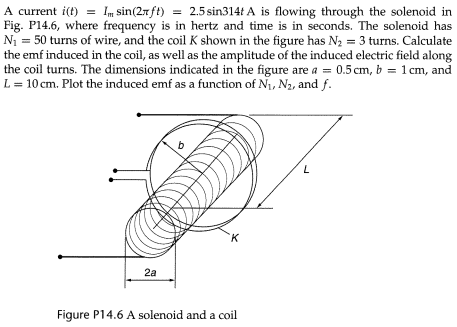 A current i(t) = Iₘ sin(2πft) = 2.5 sin314t A is flowing through the solenoid in
Fig. P14.6, where frequency is in hertz and time is in seconds. The solenoid has
N₁ = 50 turns of wire, and the coil K shown in the figure has N₂ = 3 turns. Calculate
the emf induced in the coil, as well as the amplitude of the induced electric field along
the coil turns. The dimensions indicated in the figure are a = 0.5 cm, b = 1 cm, and
L = 10 cm. Plot the induced emf as a function of N₁, N₂, and f.
b
L
K
2a
Figure P14.6 A solenoid and a coil